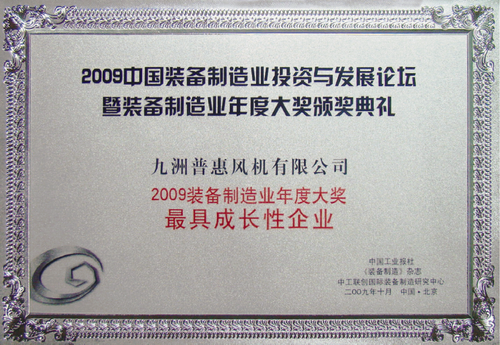 2009中国装备制造业投资与发展论坛
暨装备制造业年度大奖颁奖典礼
九洲普惠风机有限公司
2009装备制造业年度大奖
最具成长性企业
中国工业报社
《装备制造》杂志
中工联创国际装备制造研究中心
二00九年十月 中国·北京